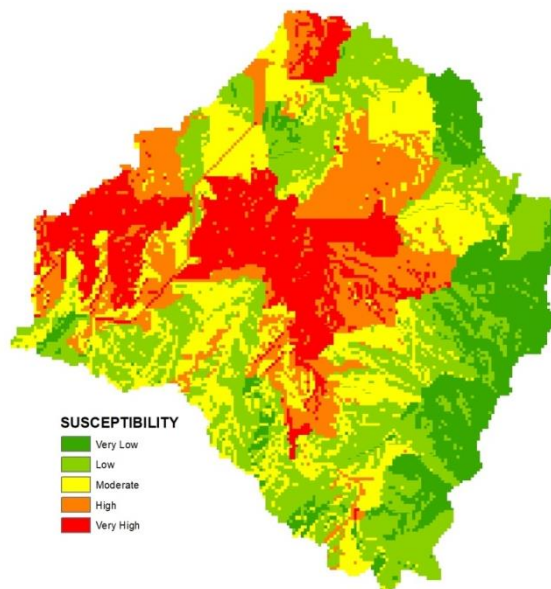 SUSCEPTIBILITY
Very Low
Low
Moderate
High
Very High